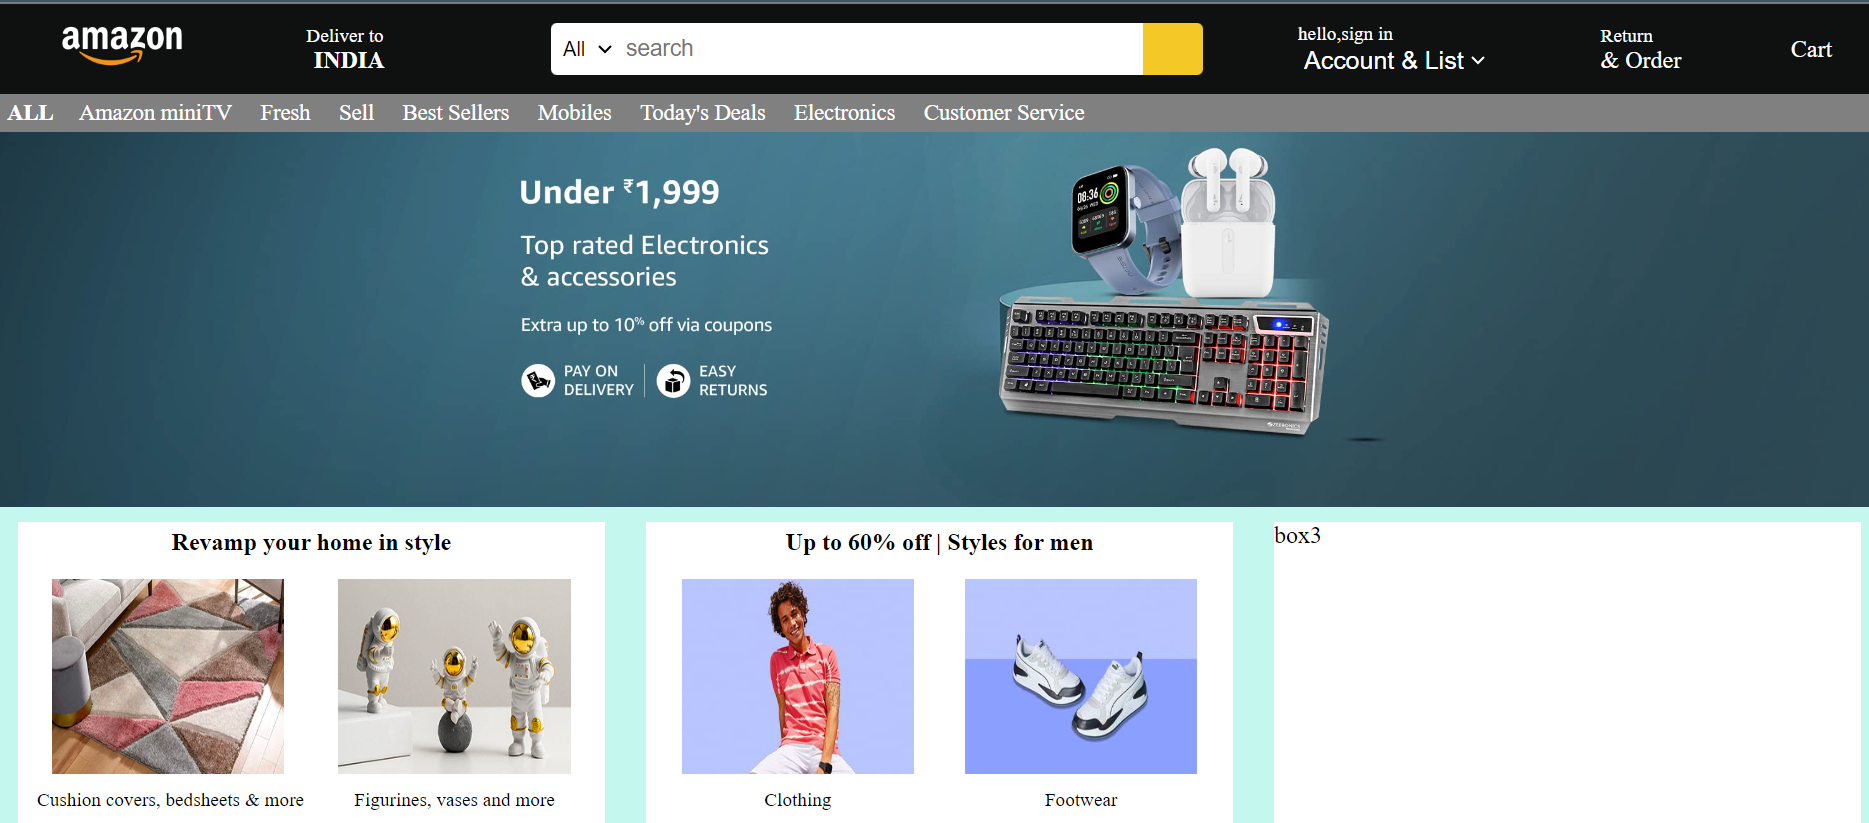 amazon
Deliver to
INDIA
All
search
hello,sign in
Account & List
Return
& Order
Cart
ALL Amazon miniTV Fresh Sell Best Sellers Mobiles Today's Deals Electronics Customer Service
Under ₹1,999
Top rated Electronics
& accessories
Extra up to 10% off via coupons
PAY ON
DELIVERY
EASY
RETURNS
08:36
ZEBRONICS
Revamp your home in style
Cushion covers, bedsheets & more
Figurines, vases and more
Up to 60% off | Styles for men
Clothing
Footwear
box3